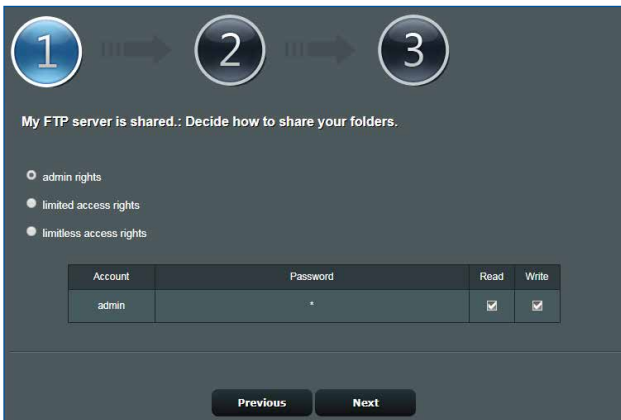 1 2 3
My FTP server is shared.: Decide how to share your folders.
admin rights
limited access rights
limitless access rights
Account Password Read Write
admin *
Previous Next